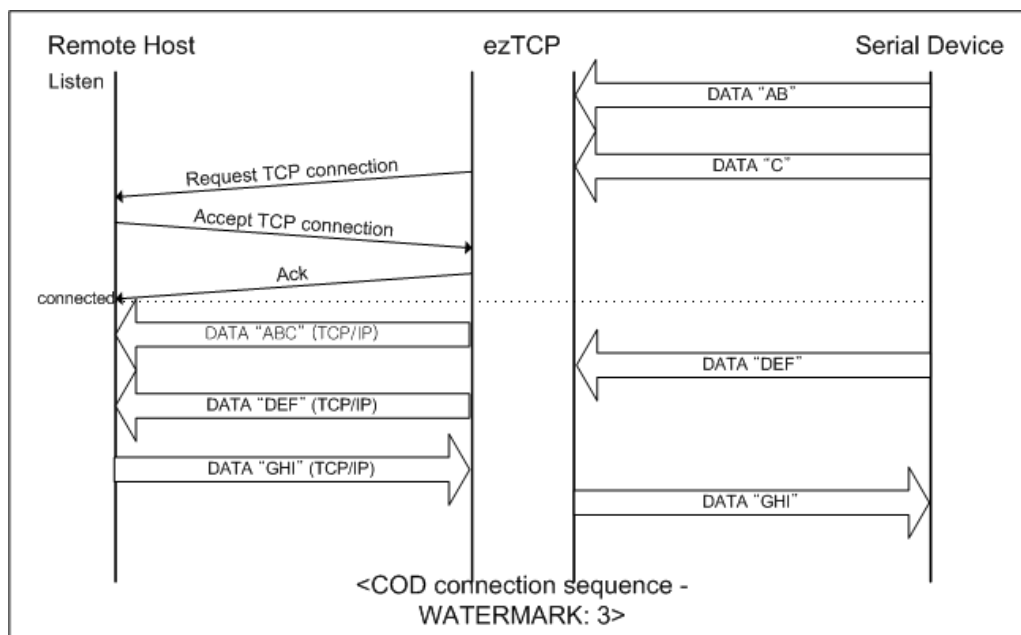 Remote Host
ezTCP
Serial Device
Listen
DATA “AB”
DATA “C”
Request TCP connection
Accept TCP connection
Ack
connected
DATA “ABC” (TCP/IP)
DATA “DEF”
DATA “DEF” (TCP/IP)
DATA “GHI” (TCP/IP)
DATA “GHI”
<COD connection sequence -
WATERMARK: 3>